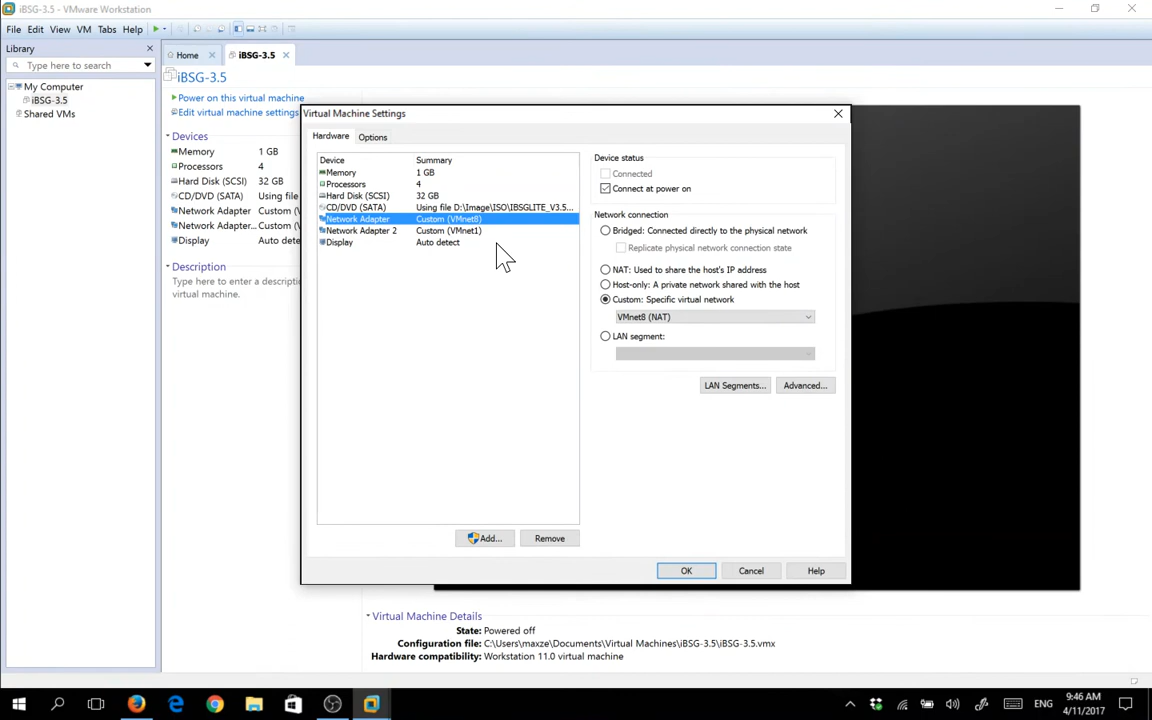 iBSG-3.5 - VMware Workstation
File Edit View VM Tabs Help
Library
Home
iBSG-3.5
Type here to search
My Computer
iBSG-3.5
Shared VMs
iBSG-3.5
Power on this virtual machine
Edit virtual machine settings
Devices
Memory 1 GB
Processors 4
Hard Disk (SCSI) 32 GB
CD/DVD (SATA) Using fil
Network Adapter Custom (V
Network Adapter... Custom (V
Display Auto dete
Description
Type here to enter a descripti
virtual machine.
Virtual Machine Settings
Hardware Options
Device Summary
Memory 1 GB
Processors 4
Hard Disk (SCSI) 32 GB
CD/DVD (SATA) Using file D:\Image\ISO\IBSGLITE_V3.5...
Network Adapter Custom (VMnet8)
Network Adapter 2 Custom (VMnet1)
Display Auto detect
Add... Remove
Device status
Connected
Connect at power on
Network connection
Bridged: Connected directly to the physical network
Replicate physical network connection state
NAT: Used to share the host's IP address
Host-only: A private network shared with the host
Custom: Specific virtual network
VMnet8 (NAT)
LAN segment:
LAN Segments... Advanced...
OK Cancel Help
Virtual Machine Details
State: Powered off
Configuration file: C:\Users\maxze\Documents\Virtual Machines\iBSG-3.5\iBSG-3.5.vmx
Hardware compatibility: Workstation 11.0 virtual machine
ENG
9:46 AM
4/11/2017